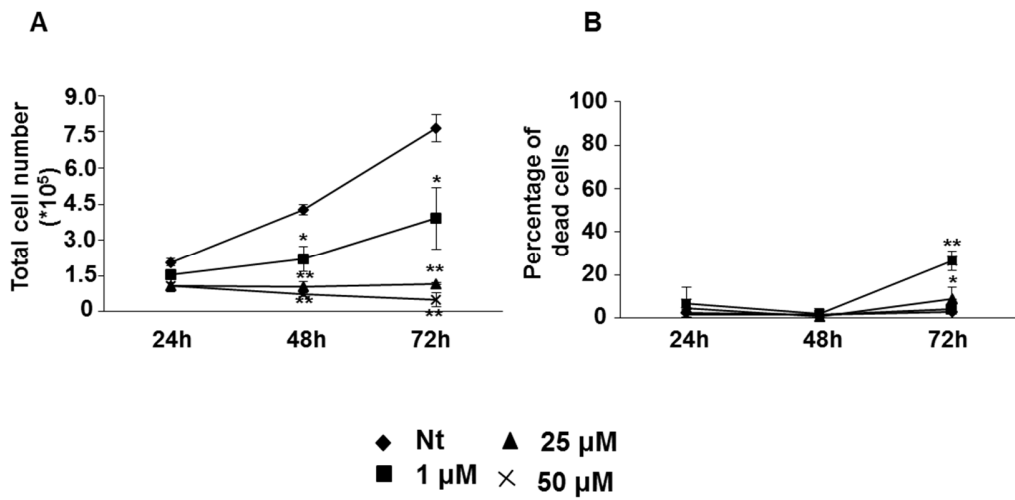 A
B
Total cell number
(*10⁵)
9.0
7.5
6.0
4.5
3.0
1.5
0
*
*
**
**
**
**
24h 48h 72h
Percentage of
dead cells
100
80
60
40
20
0
**
*
24h 48h 72h
Nt
25 µM
1 µM
50 µM